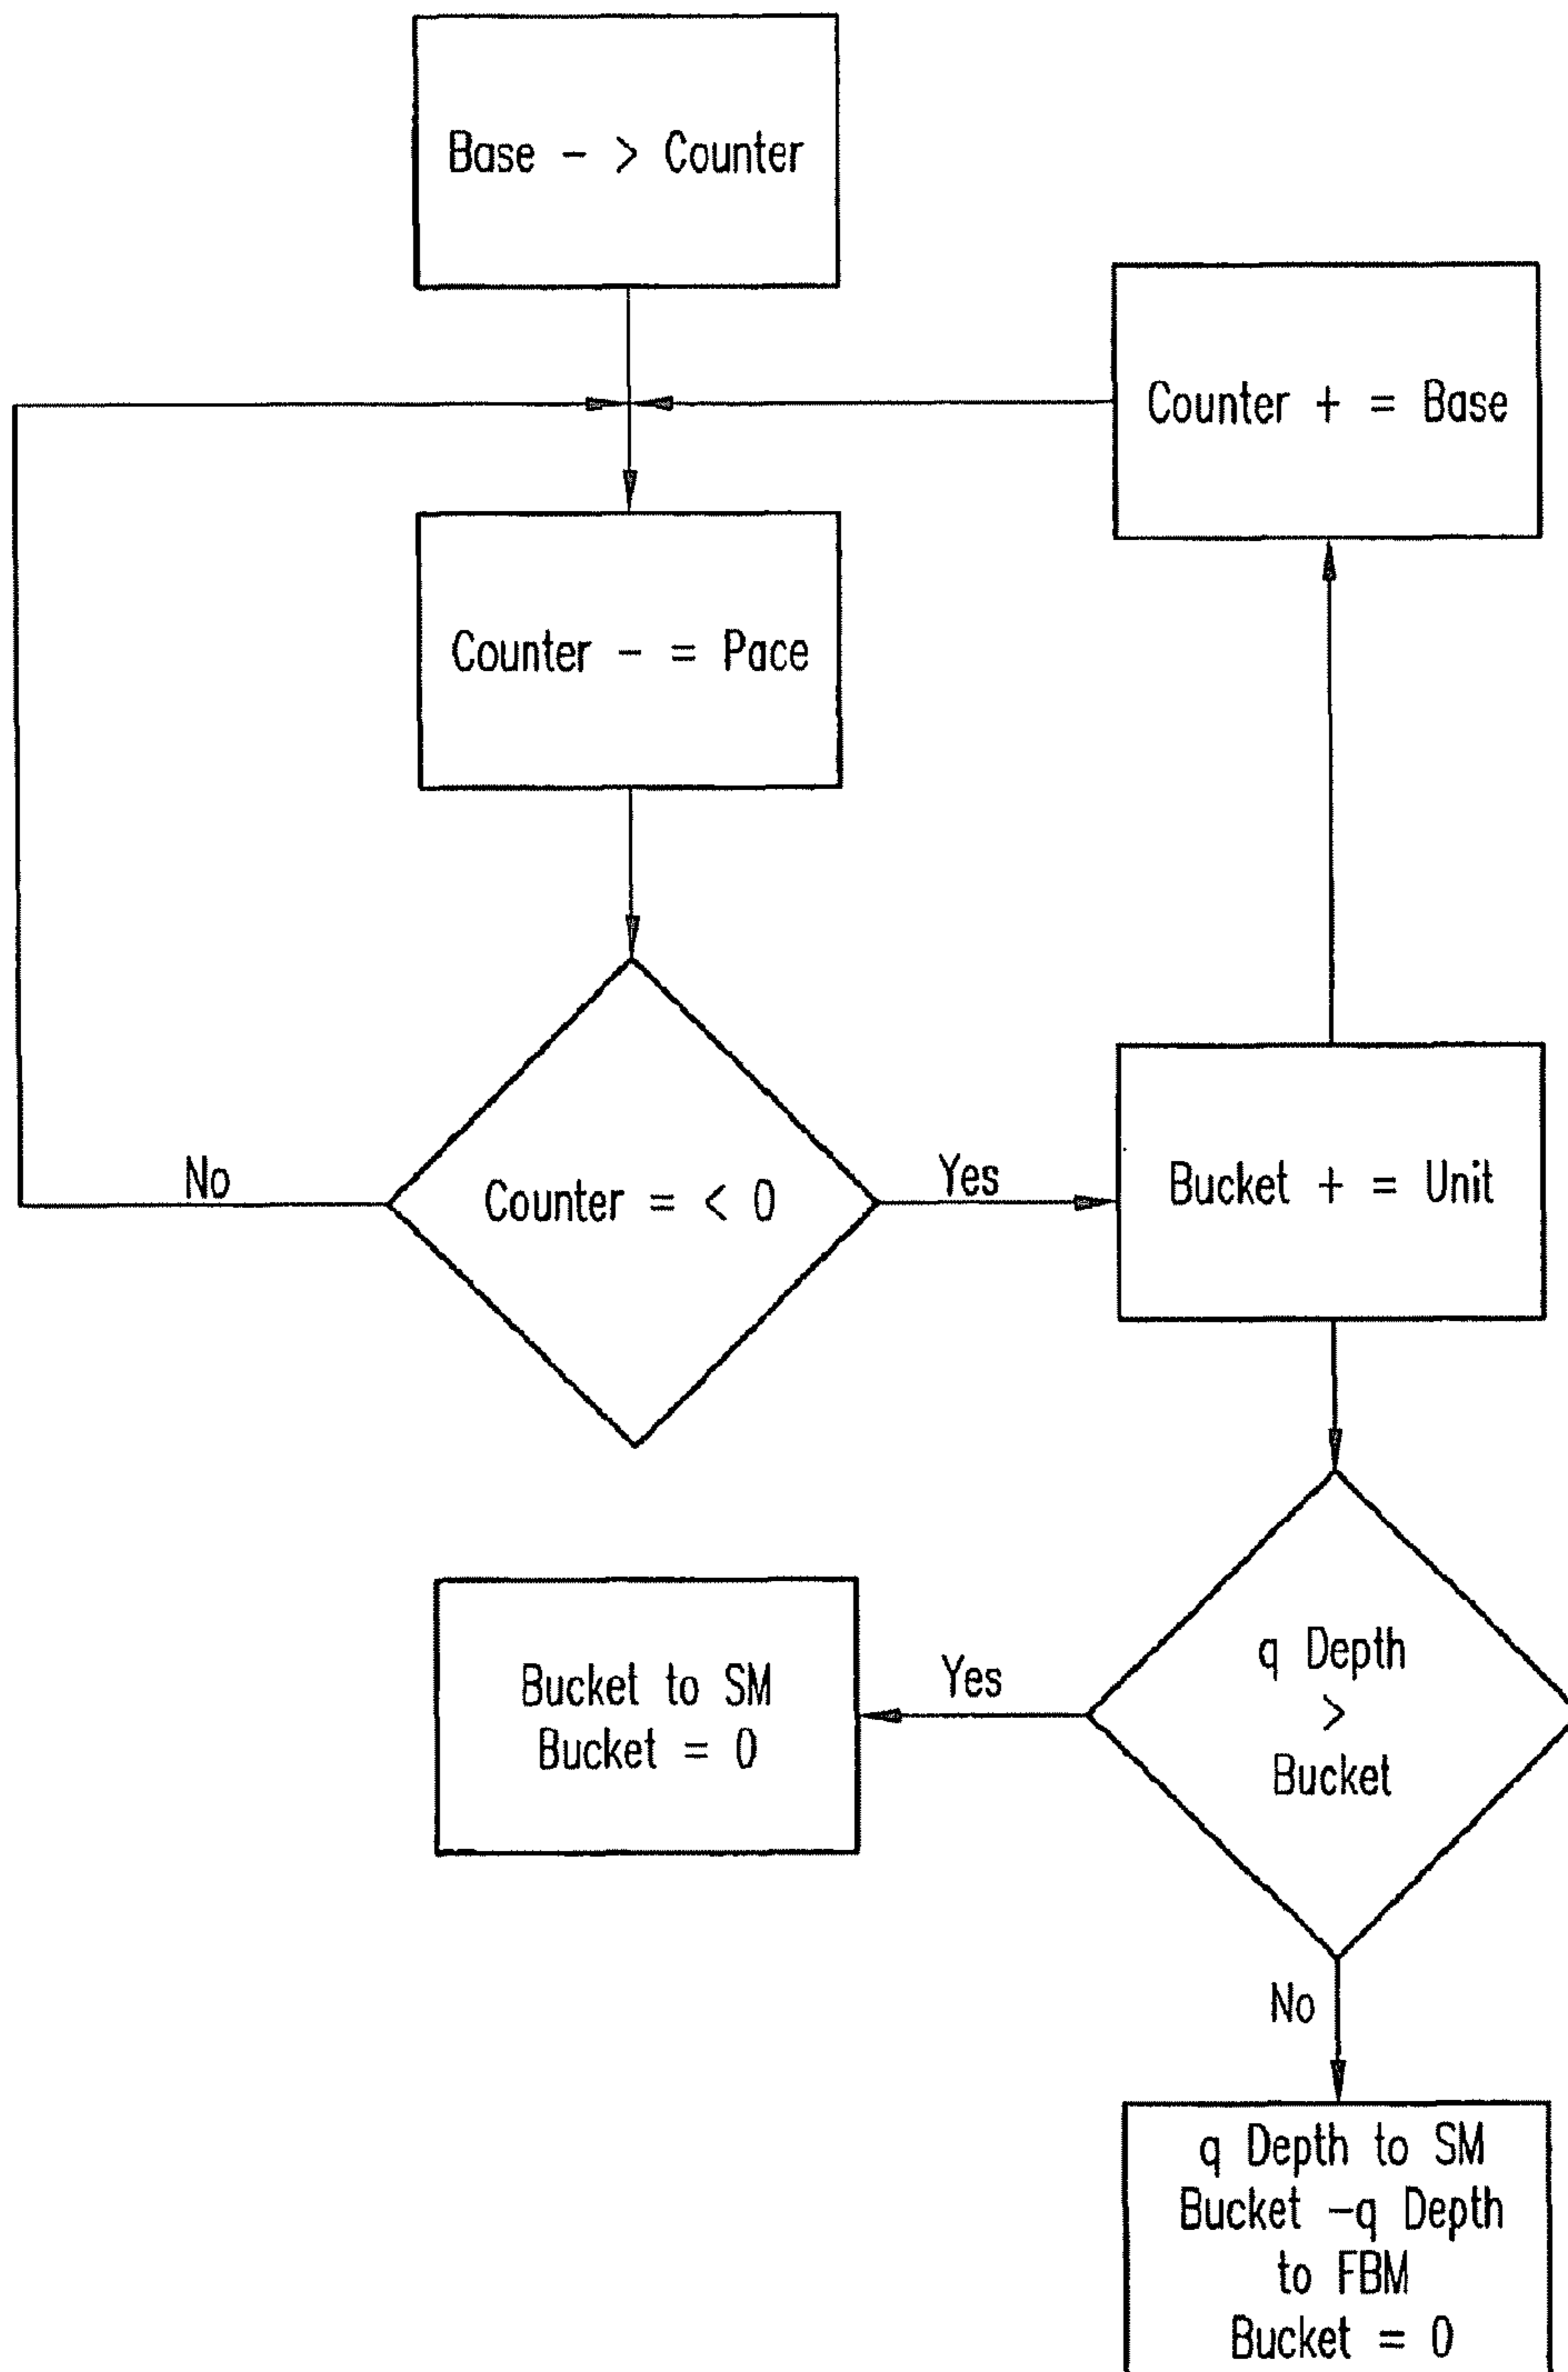 Base - > Counter
Counter + = Base
Counter - = Pace
No
Counter = < 0
Yes
Bucket + = Unit
q Depth
>
Bucket
Yes
Bucket to SM
Bucket = 0
No
q Depth to SM
Bucket -q Depth
to FBM
Bucket = 0